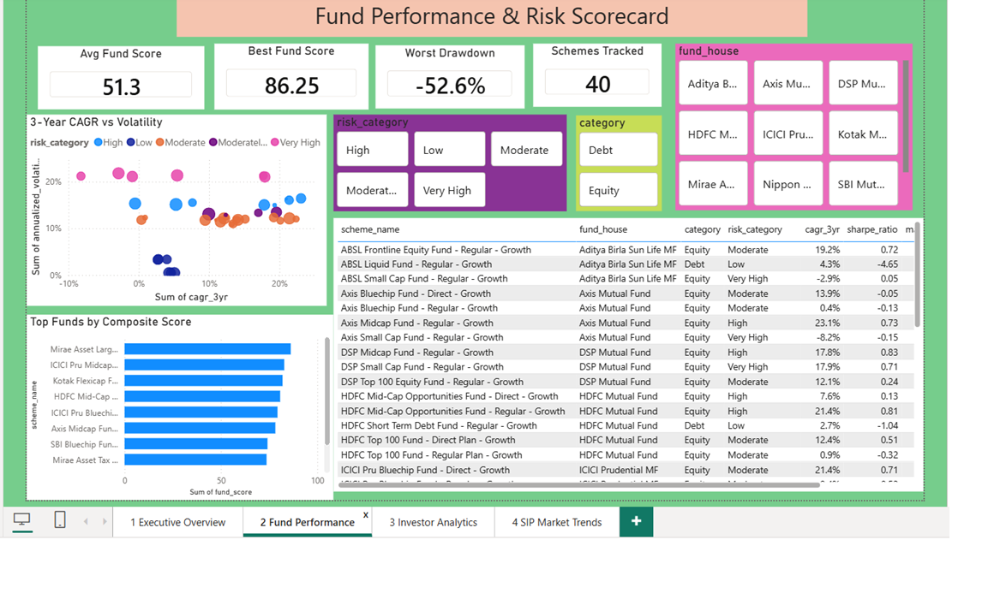 Fund Performance & Risk Scorecard
Avg Fund Score
51.3
Best Fund Score
86.25
Worst Drawdown
-52.6%
Schemes Tracked
40
fund_house
Aditya B... Axis Mu... DSP Mu...
HDFC M... ICICI Pru... Kotak M...
Mirae A... Nippon ... SBI Mut...
3-Year CAGR vs Volatility
risk_category High Low Moderate Moderatel... Very High
Sum of annualized_volati...
20%
10%
0%
-10% 0% 10% 20%
Sum of cagr_3yr
risk_category
High Low Moderate
Moderat... Very High
category
Debt
Equity
Top Funds by Composite Score
scheme_name
Mirae Asset Larg...
ICICI Pru Midcap...
Kotak Flexicap F...
HDFC Mid-Cap ...
ICICI Pru Bluechi...
Axis Midcap Fun...
SBI Bluechip Fun...
Mirae Asset Tax ...
0 50 100
Sum of fund_score
scheme_name fund_house category risk_category cagr_3yr sharpe_ratio
ABSL Frontline Equity Fund - Regular - Growth Aditya Birla Sun Life MF Equity Moderate 19.2% 0.72
ABSL Liquid Fund - Regular - Growth Aditya Birla Sun Life MF Debt Low 4.3% -4.65
ABSL Small Cap Fund - Regular - Growth Aditya Birla Sun Life MF Equity Very High -2.9% 0.05
Axis Bluechip Fund - Direct - Growth Axis Mutual Fund Equity Moderate 13.9% -0.05
Axis Bluechip Fund - Regular - Growth Axis Mutual Fund Equity Moderate 0.4% -0.13
Axis Midcap Fund - Regular - Growth Axis Mutual Fund Equity High 23.1% 0.73
Axis Small Cap Fund - Regular - Growth Axis Mutual Fund Equity Very High -8.2% -0.15
DSP Midcap Fund - Regular - Growth DSP Mutual Fund Equity High 17.8% 0.83
DSP Small Cap Fund - Regular - Growth DSP Mutual Fund Equity Very High 17.9% 0.71
DSP Top 100 Equity Fund - Regular - Growth DSP Mutual Fund Equity Moderate 12.1% 0.24
HDFC Mid-Cap Opportunities Fund - Direct - Growth HDFC Mutual Fund Equity High 7.6% 0.13
HDFC Mid-Cap Opportunities Fund - Regular - Growth HDFC Mutual Fund Equity High 21.4% 0.81
HDFC Short Term Debt Fund - Regular - Growth HDFC Mutual Fund Debt Low 2.7% -1.04
HDFC Top 100 Fund - Direct Plan - Growth HDFC Mutual Fund Equity Moderate 12.4% 0.51
HDFC Top 100 Fund - Regular Plan - Growth HDFC Mutual Fund Equity Moderate 0.9% -0.32
ICICI Pru Bluechip Fund - Direct - Growth ICICI Prudential MF Equity Moderate 21.4% 0.71
1 Executive Overview 2 Fund Performance x 3 Investor Analytics 4 SIP Market Trends +